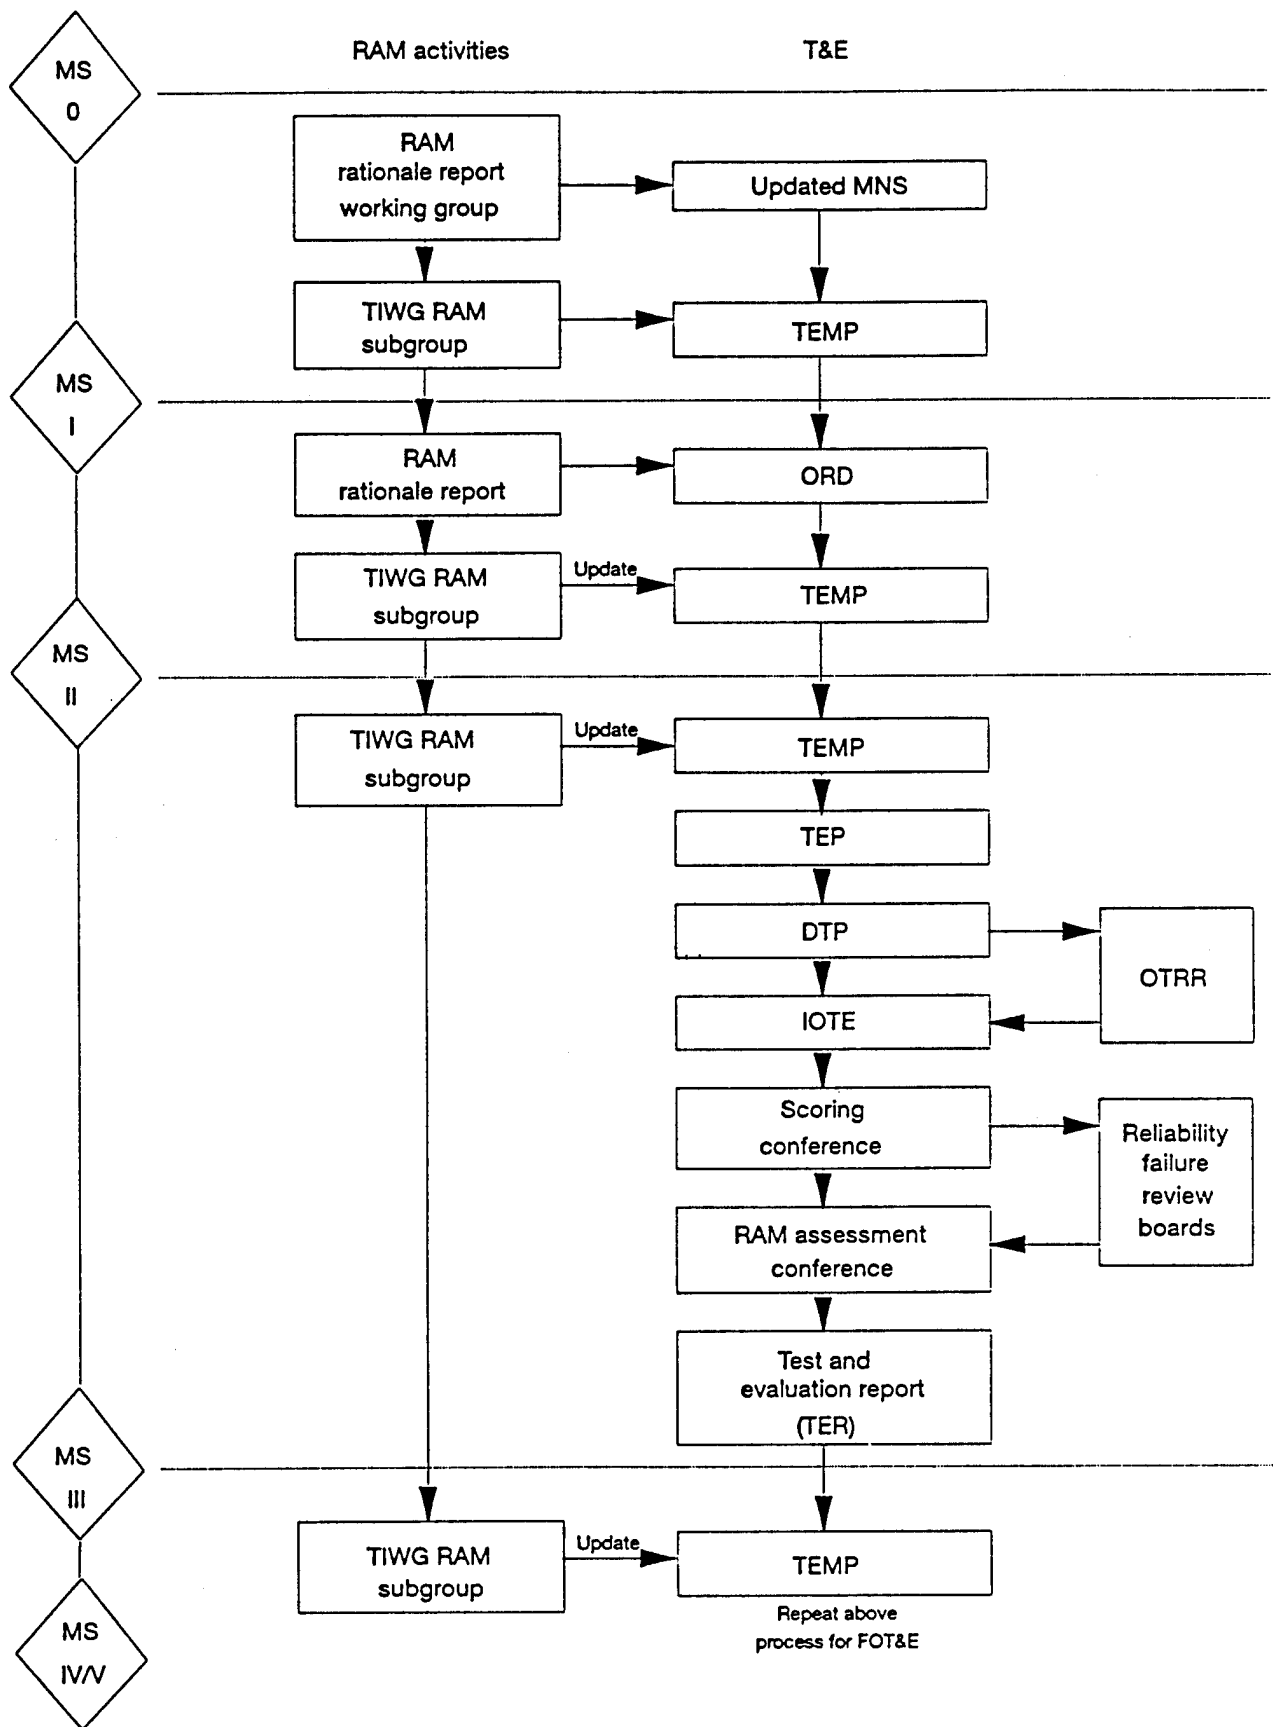 RAM activities
T&E
MS
0
RAM
rationale report
working group
Updated MNS
TIWG RAM
subgroup
TEMP
MS
I
RAM
rationale report
ORD
TIWG RAM
subgroup
Update
TEMP
MS
II
TIWG RAM
subgroup
Update
TEMP
TEP
DTP
OTRR
IOTE
Scoring
conference
Reliability
failure
review
boards
RAM assessment
conference
Test and
evaluation report
(TER)
MS
III
TIWG RAM
subgroup
Update
TEMP
Repeat above
process for FOT&E
MS
IV/V